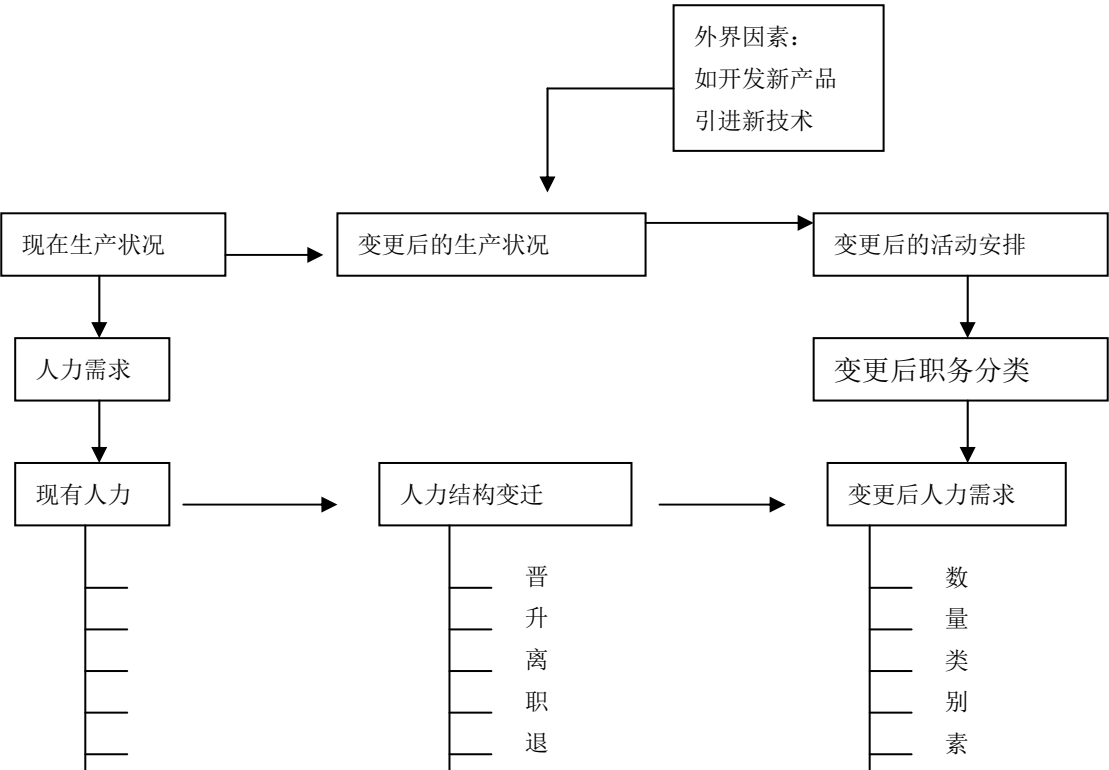 外界因素：
如开发新产品
引进新技术
现在生产状况
变更后的生产状况
变更后的活动安排
人力需求
变更后职务分类
现有人力
人力结构变迁
变更后人力需求
晋
升
离
职
退
数
量
类
别
素